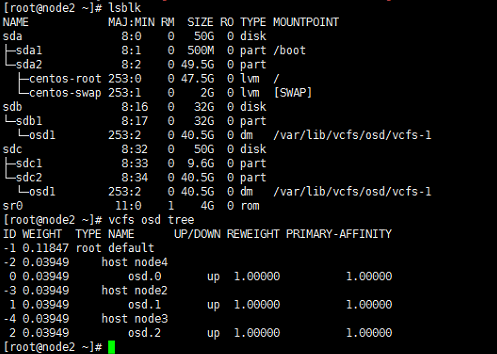 [root@node2 ~]# lsblk
NAME            MAJ:MIN RM  SIZE RO TYPE MOUNTPOINT
sda               8:0    0   50G  0 disk
├─sda1            8:1    0  500M  0 part /boot
└─sda2            8:2    0 49.5G  0 part
  ├─centos-root 253:0    0 47.5G  0 lvm  /
  └─centos-swap 253:1    0    2G  0 lvm  [SWAP]
sdb               8:16   0   32G  0 disk
└─sdb1            8:17   0   32G  0 part
  └─osd1        253:2    0 40.5G  0 dm   /var/lib/vcfs/osd/vcfs-1
sdc               8:32   0   50G  0 disk
├─sdc1            8:33   0  9.6G  0 part
└─sdc2            8:34   0 40.5G  0 part
  └─osd1        253:2    0 40.5G  0 dm   /var/lib/vcfs/osd/vcfs-1
sr0              11:0    1    4G  0 rom
[root@node2 ~]# vcfs osd tree
ID WEIGHT  TYPE NAME      UP/DOWN REWEIGHT PRIMARY-AFFINITY
-1 0.11847 root default
-2 0.03949     host node4
 0 0.03949         osd.0       up  1.00000          1.00000
-3 0.03949     host node2
 1 0.03949         osd.1       up  1.00000          1.00000
-4 0.03949     host node3
 2 0.03949         osd.2       up  1.00000          1.00000
[root@node2 ~]#